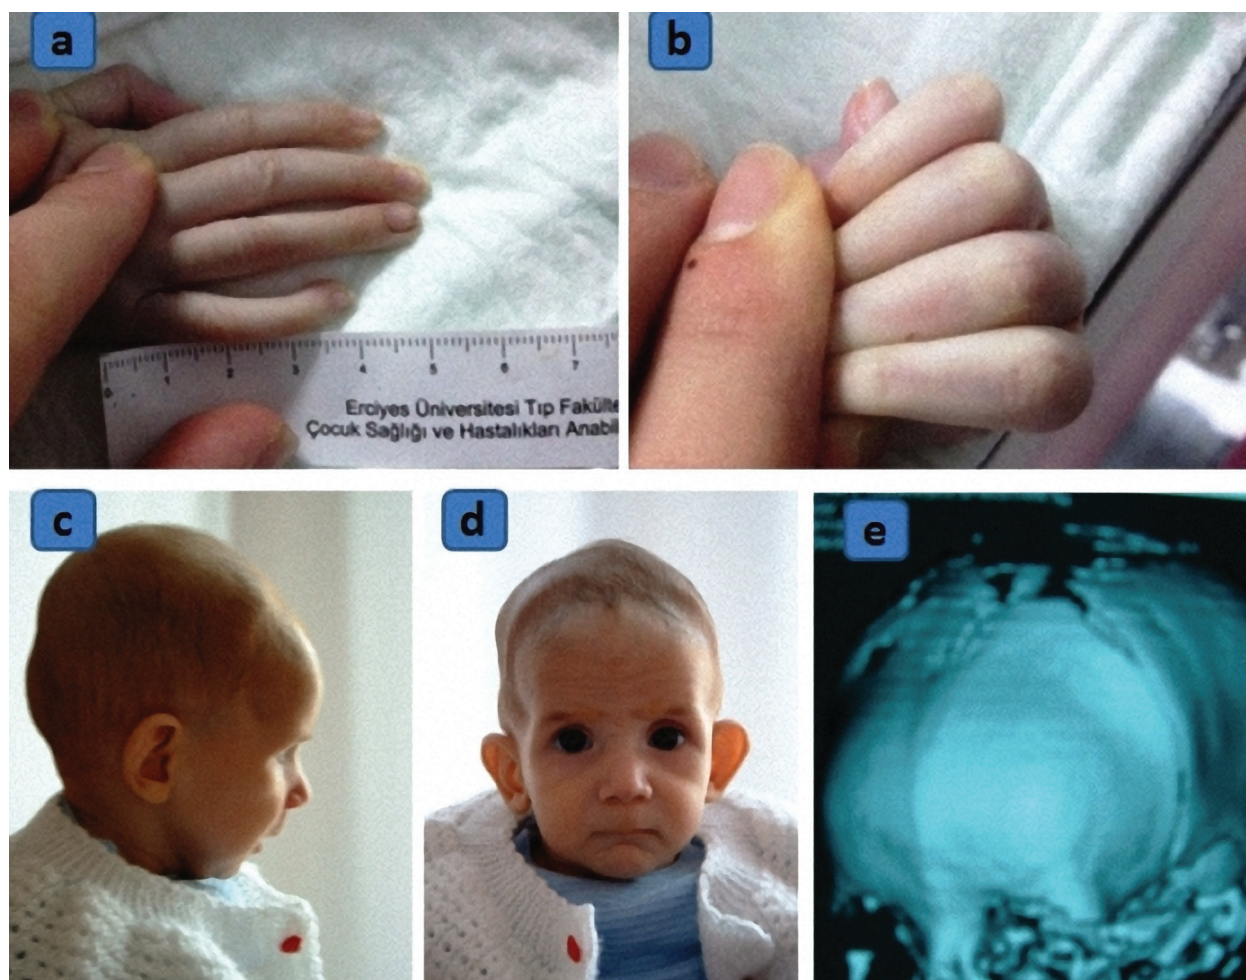 a
b
0 1 2 3 4 5 6 7
Erciyes Üniversitesi Tıp Fakülte
Çocuk Sağlığı ve Hastalıkları Anabil
c
d
e